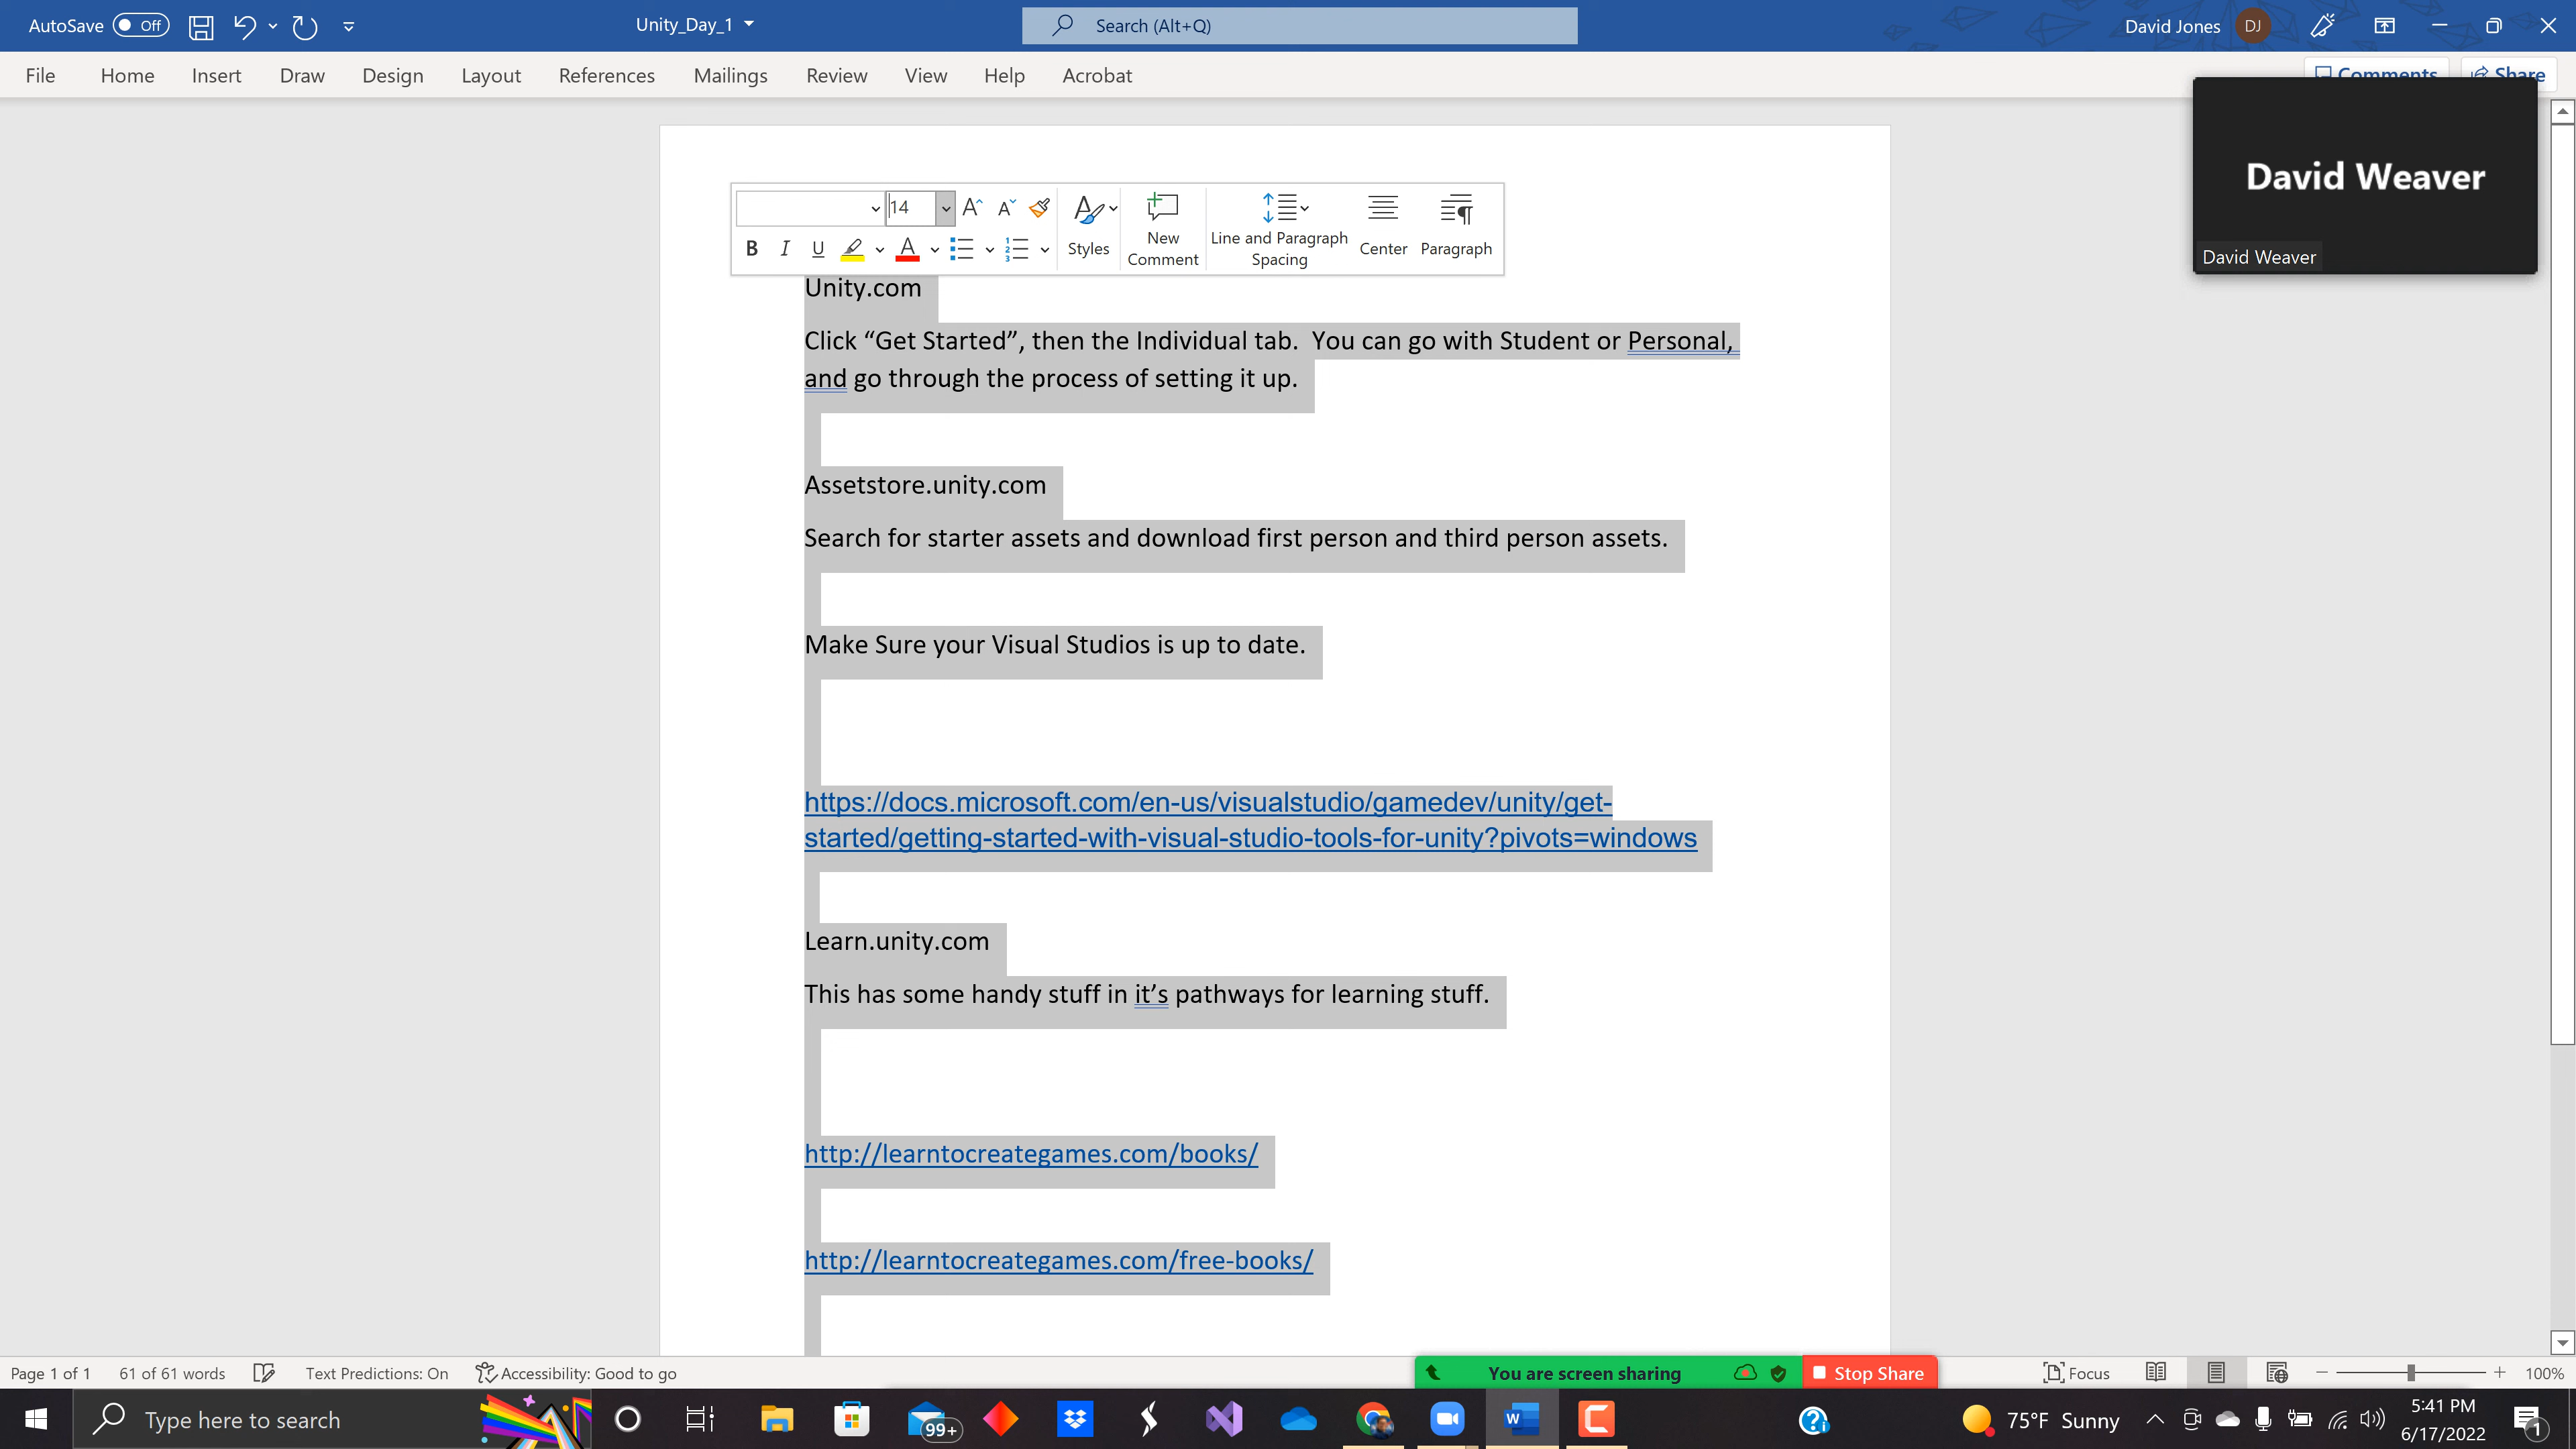 AutoSave Off
Unity_Day_1
Search (Alt+Q)
David Jones DJ
File Home Insert Draw Design Layout References Mailings Review View Help Acrobat
Comments Share
David Weaver
David Weaver
14
B I U
Styles
New Comment
Line and Paragraph Spacing
Center
Paragraph
Unity.com
Click “Get Started”, then the Individual tab.  You can go with Student or Personal,
and go through the process of setting it up.
Assetstore.unity.com
Search for starter assets and download first person and third person assets.
Make Sure your Visual Studios is up to date.
https://docs.microsoft.com/en-us/visualstudio/gamedev/unity/get-
started/getting-started-with-visual-studio-tools-for-unity?pivots=windows
Learn.unity.com
This has some handy stuff in it’s pathways for learning stuff.
http://learntocreategames.com/books/
http://learntocreategames.com/free-books/
Page 1 of 1 61 of 61 words Text Predictions: On Accessibility: Good to go
You are screen sharing Stop Share
Focus 100%
Type here to search
99+
75°F Sunny
5:41 PM
6/17/2022
1